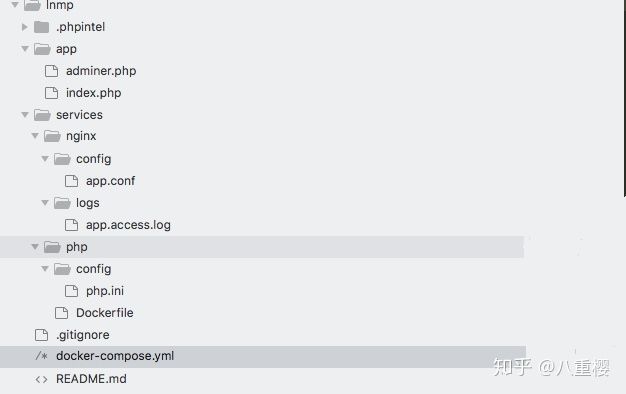 lnmp
.phpintel
app
adminer.php
index.php
services
nginx
config
app.conf
logs
app.access.log
php
config
php.ini
Dockerfile
.gitignore
/* docker-compose.yml
<> README.md
知乎 @八重樱